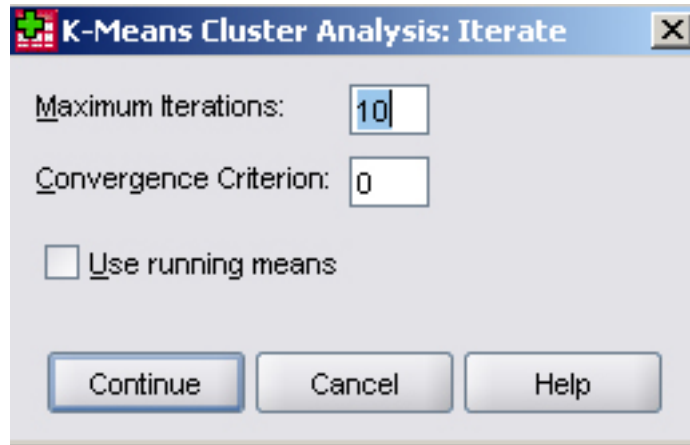 K-Means Cluster Analysis: Iterate
Maximum Iterations: 10
Convergence Criterion: 0
Use running means
Continue Cancel Help